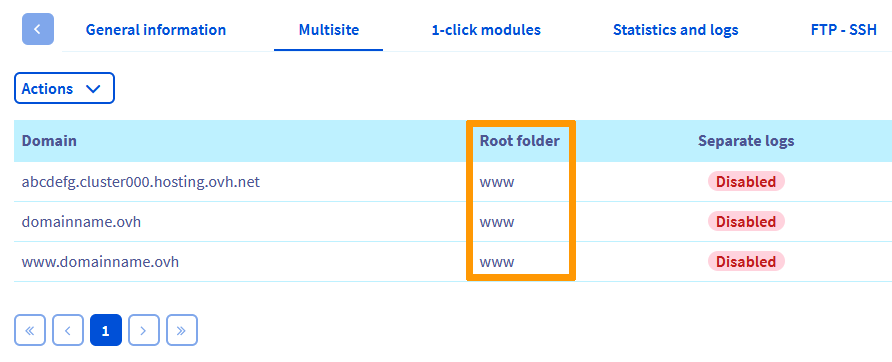 General information Multisite 1-click modules Statistics and logs FTP - SSH
Actions
Domain Root folder Separate logs
abcdefg.cluster000.hosting.ovh.net www Disabled
domainname.ovh www Disabled
www.domainname.ovh www Disabled
« ‹ 1 › »